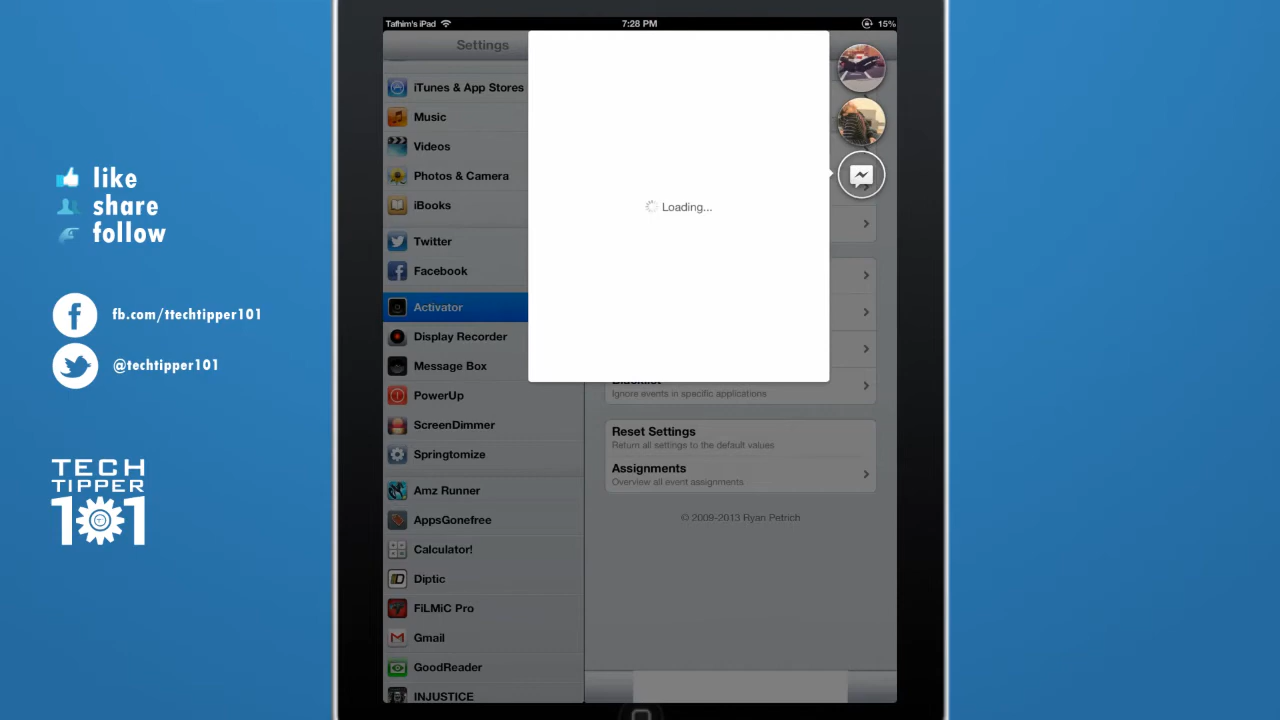 like
share
follow
fb.com/ttechtipper101
@techtipper101
TECH
TIPPER
101
Tafhim's iPad
7:28 PM
15%
Settings
iTunes & App Stores
Music
Videos
Photos & Camera
iBooks
Twitter
Facebook
Activator
Display Recorder
Message Box
PowerUp
ScreenDimmer
Springtomize
Amz Runner
AppsGonefree
Calculator!
Diptic
FiLMiC Pro
Gmail
GoodReader
INJUSTICE
Loading...
Ignore events in specific applications
Reset Settings
Return all settings to the default values
Assignments
Overview all event assignments
© 2009-2013 Ryan Petrich